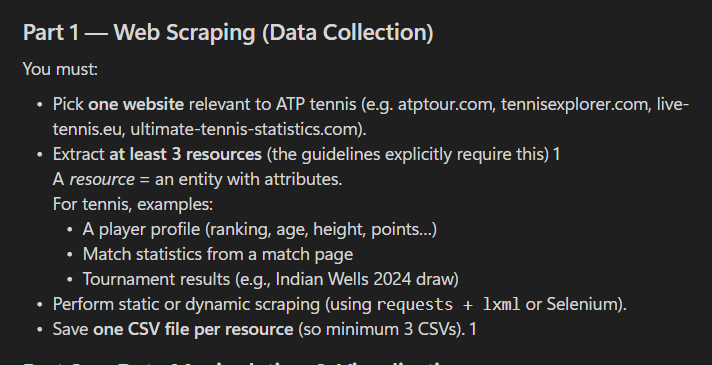 Part 1 — Web Scraping (Data Collection)
You must:
• Pick one website relevant to ATP tennis (e.g. atptour.com, tennisexplorer.com, live-
tennis.eu, ultimate-tennis-statistics.com).
• Extract at least 3 resources (the guidelines explicitly require this) 1
A resource = an entity with attributes.
For tennis, examples:
• A player profile (ranking, age, height, points…)
• Match statistics from a match page
• Tournament results (e.g., Indian Wells 2024 draw)
• Perform static or dynamic scraping (using requests + lxml or Selenium).
• Save one CSV file per resource (so minimum 3 CSVs). 1